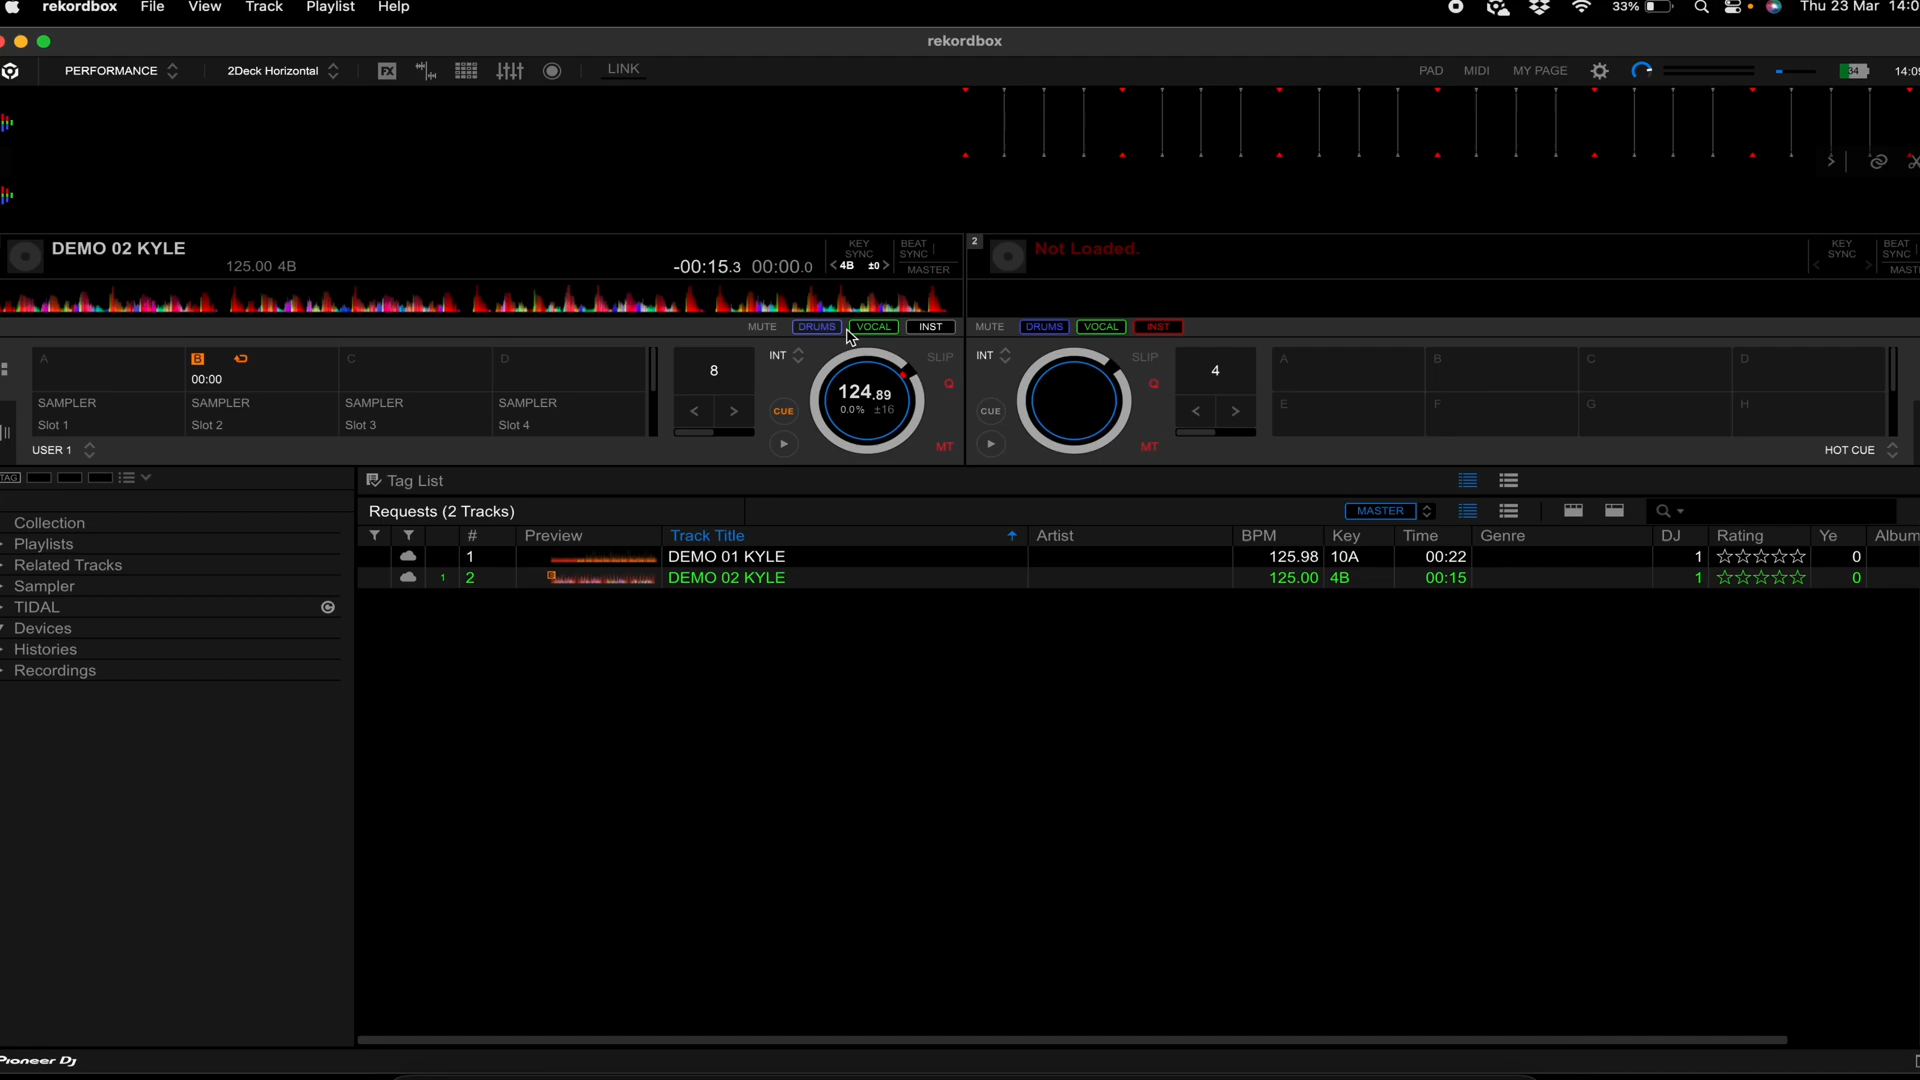 rekordbox File View Track Playlist Help 33% Thu 23 Mar 14:0
rekordbox
PERFORMANCE 2Deck Horizontal FX LINK PAD MIDI MY PAGE 34 14:05
DEMO 02 KYLE
125.00 4B -00:15.3 00:00.0
KEY SYNC
< 4B ±0 >
BEAT SYNC
MASTER
2 Not Loaded.
KEY SYNC
< >
BEAT SYNC
MAST
MUTE DRUMS VOCAL INST MUTE DRUMS VOCAL INST
A B C D
00:00
SAMPLER SAMPLER SAMPLER SAMPLER
Slot 1 Slot 2 Slot 3 Slot 4
USER 1
8
< >
INT SLIP
Q
CUE
124.89
0.0% ±16
MT
INT SLIP
Q
CUE
MT
4
< >
A B C D
E F G H
HOT CUE
TAG
Tag List
Requests (2 Tracks) MASTER
# Preview Track Title Artist BPM Key Time Genre DJ Rating Ye Album
1 DEMO 01 KYLE 125.98 10A 00:22 1 ☆☆☆☆☆ 0
1 2 DEMO 02 KYLE 125.00 4B 00:15 1 ☆☆☆☆☆ 0
Collection
Playlists
Related Tracks
Sampler
TIDAL
Devices
Histories
Recordings
Pioneer Dj